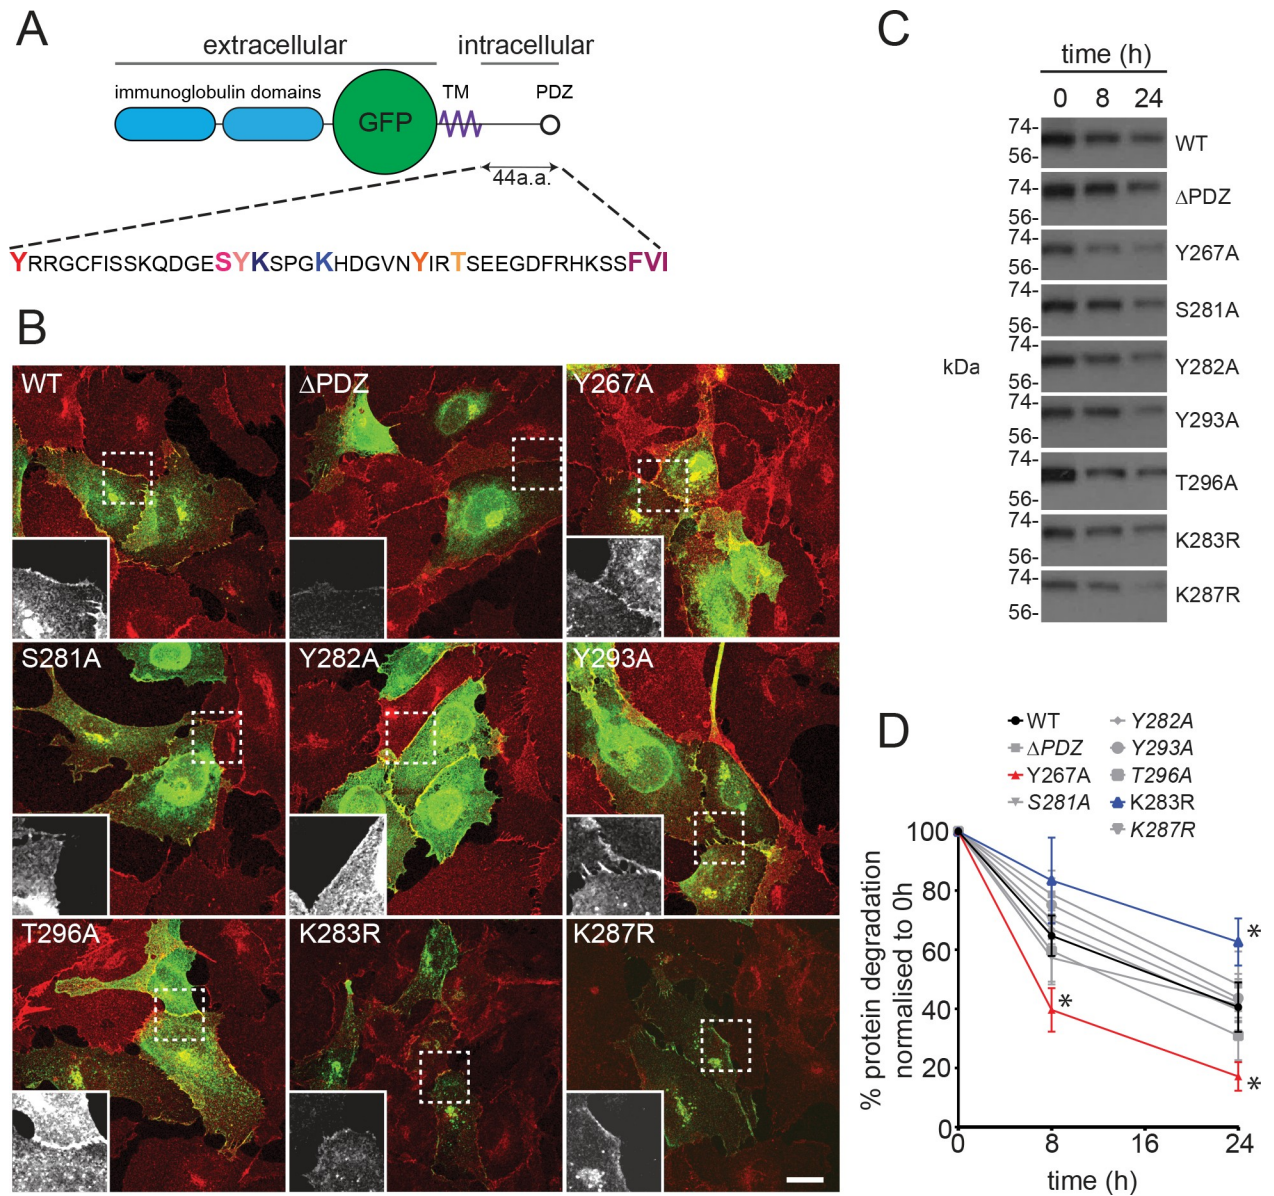 A
extracellular
intracellular
immunoglobulin domains
GFP
TM
PDZ
44a.a.
YRRGCFISSKQDGESYKSPGKHDGVNYIRTSEEGDFRHKSSFVI
B
WT
ΔPDZ
Y267A
S281A
Y282A
Y293A
T296A
K283R
K287R
C
time (h)
0 8 24
74-
56-
WT
74-
56-
ΔPDZ
74-
56-
Y267A
74-
56-
S281A
kDa
74-
56-
Y282A
74-
56-
Y293A
74-
56-
T296A
74-
56-
K283R
74-
56-
K287R
D
WT
ΔPDZ
Y267A
S281A
Y282A
Y293A
T296A
K283R
K287R
% protein degradation
normalised to 0h
100
80
60
40
20
0
*
*
*
0 8 16 24
time (h)